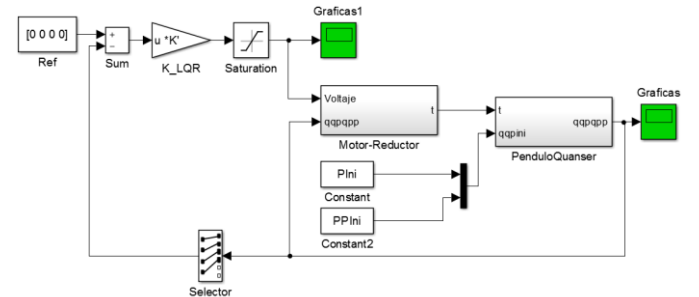 Graficas1
[0 0 0 0]
+
−
u *K'
Ref
Sum
K_LQR
Saturation
Voltaje
qqpqpp
t
Motor-Reductor
t
qqpini
qqpqpp
PenduloQuanser
Graficas
PIni
Constant
PPIni
Constant2
Selector